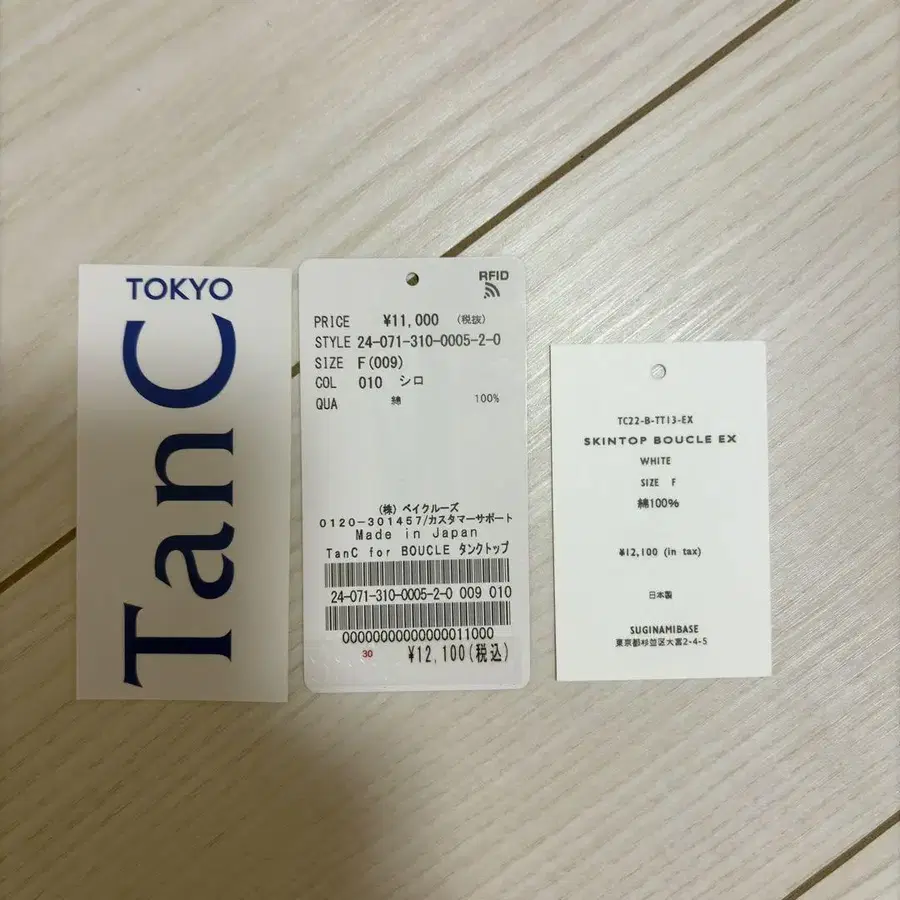 TOKYO
TanC
RFID
PRICE ¥11,000 (税抜)
STYLE 24-071-310-0005-2-0
SIZE F(009)
COL 010 シロ
QUA 綿 100%
(株) ベイクルーズ
0120-301457/カスタマーサポート
Made in Japan
TanC for BOUCLE タンクトップ
24-071-310-0005-2-0 009 010
00000000000000011000
30 ¥12,100(税込)
TC22-B-TT13-EX
SKINTOP BOUCLE EX
WHITE
SIZE F
綿100%
¥12,100 (in tax)
日本製
SUGINAMIBASE
東京都杉並区大宮2-4-5